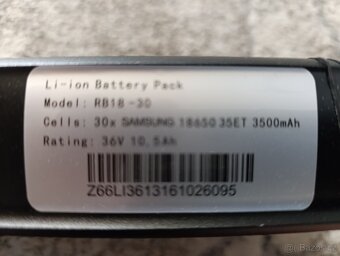 Li-ion Battery Pack
Model: RB18-30
Cells: 30x SAMSUNG 18650 35ET 3500mAh
Rating: 36V 10.5Ah
Z66LI3613161026095